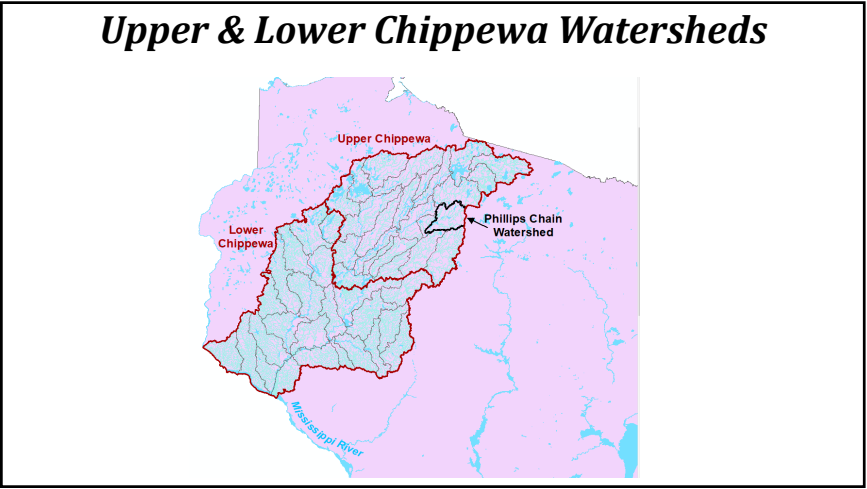 Upper & Lower Chippewa Watersheds
Upper Chippewa
Lower
Chippewa
Phillips Chain
Watershed
Mississippi River